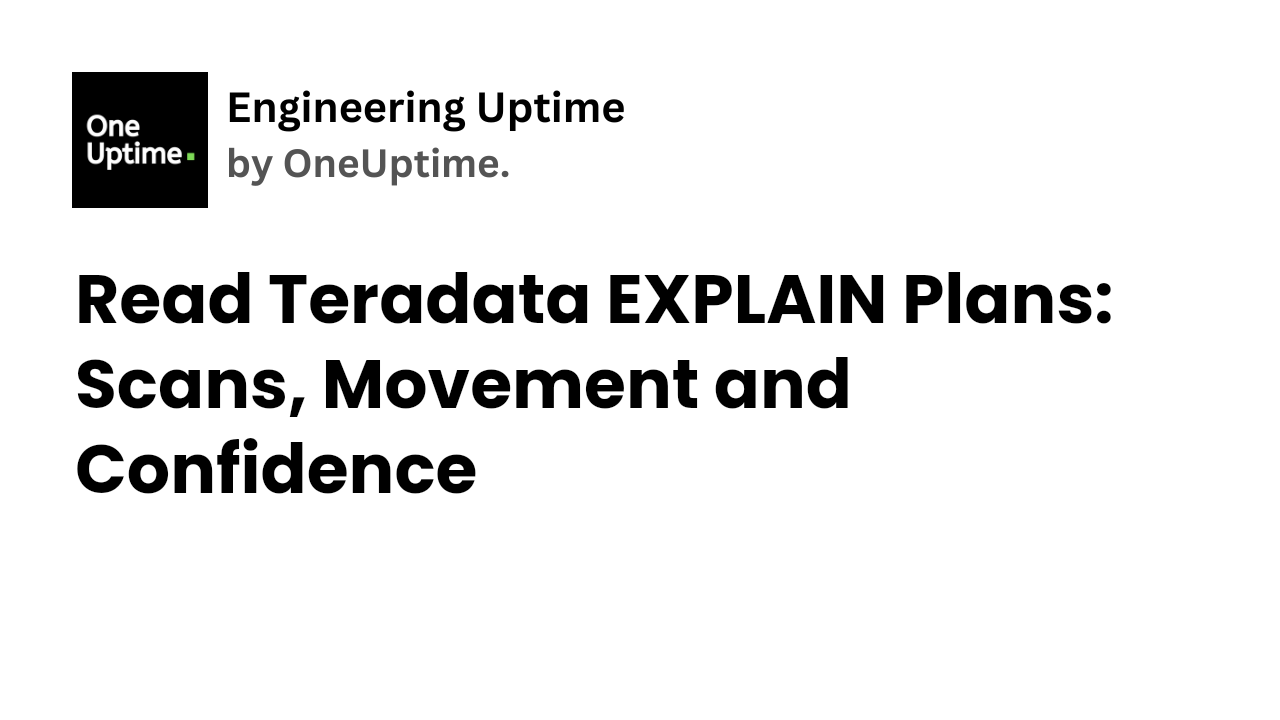 One
Uptime.
Engineering Uptime
by OneUptime.
Read Teradata EXPLAIN Plans:
Scans, Movement and
Confidence